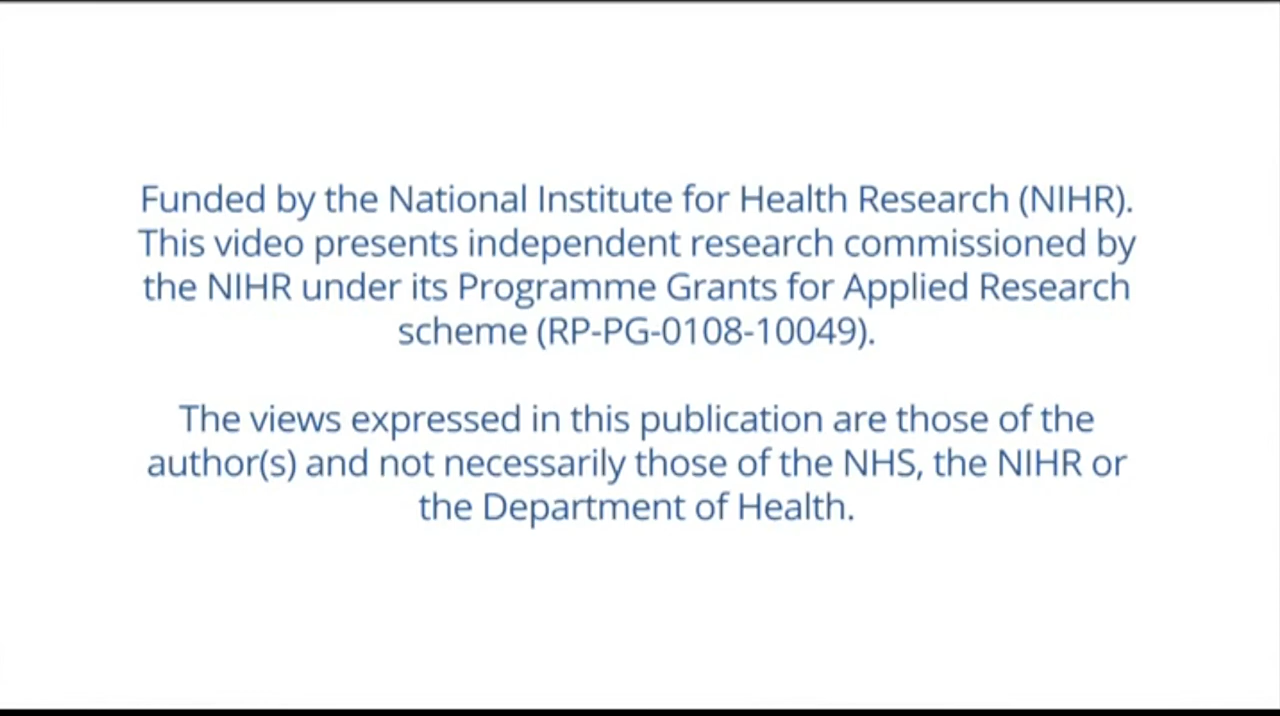 Funded by the National Institute for Health Research (NIHR).
This video presents independent research commissioned by
the NIHR under its Programme Grants for Applied Research
scheme (RP-PG-0108-10049).
The views expressed in this publication are those of the
author(s) and not necessarily those of the NHS, the NIHR or
the Department of Health.